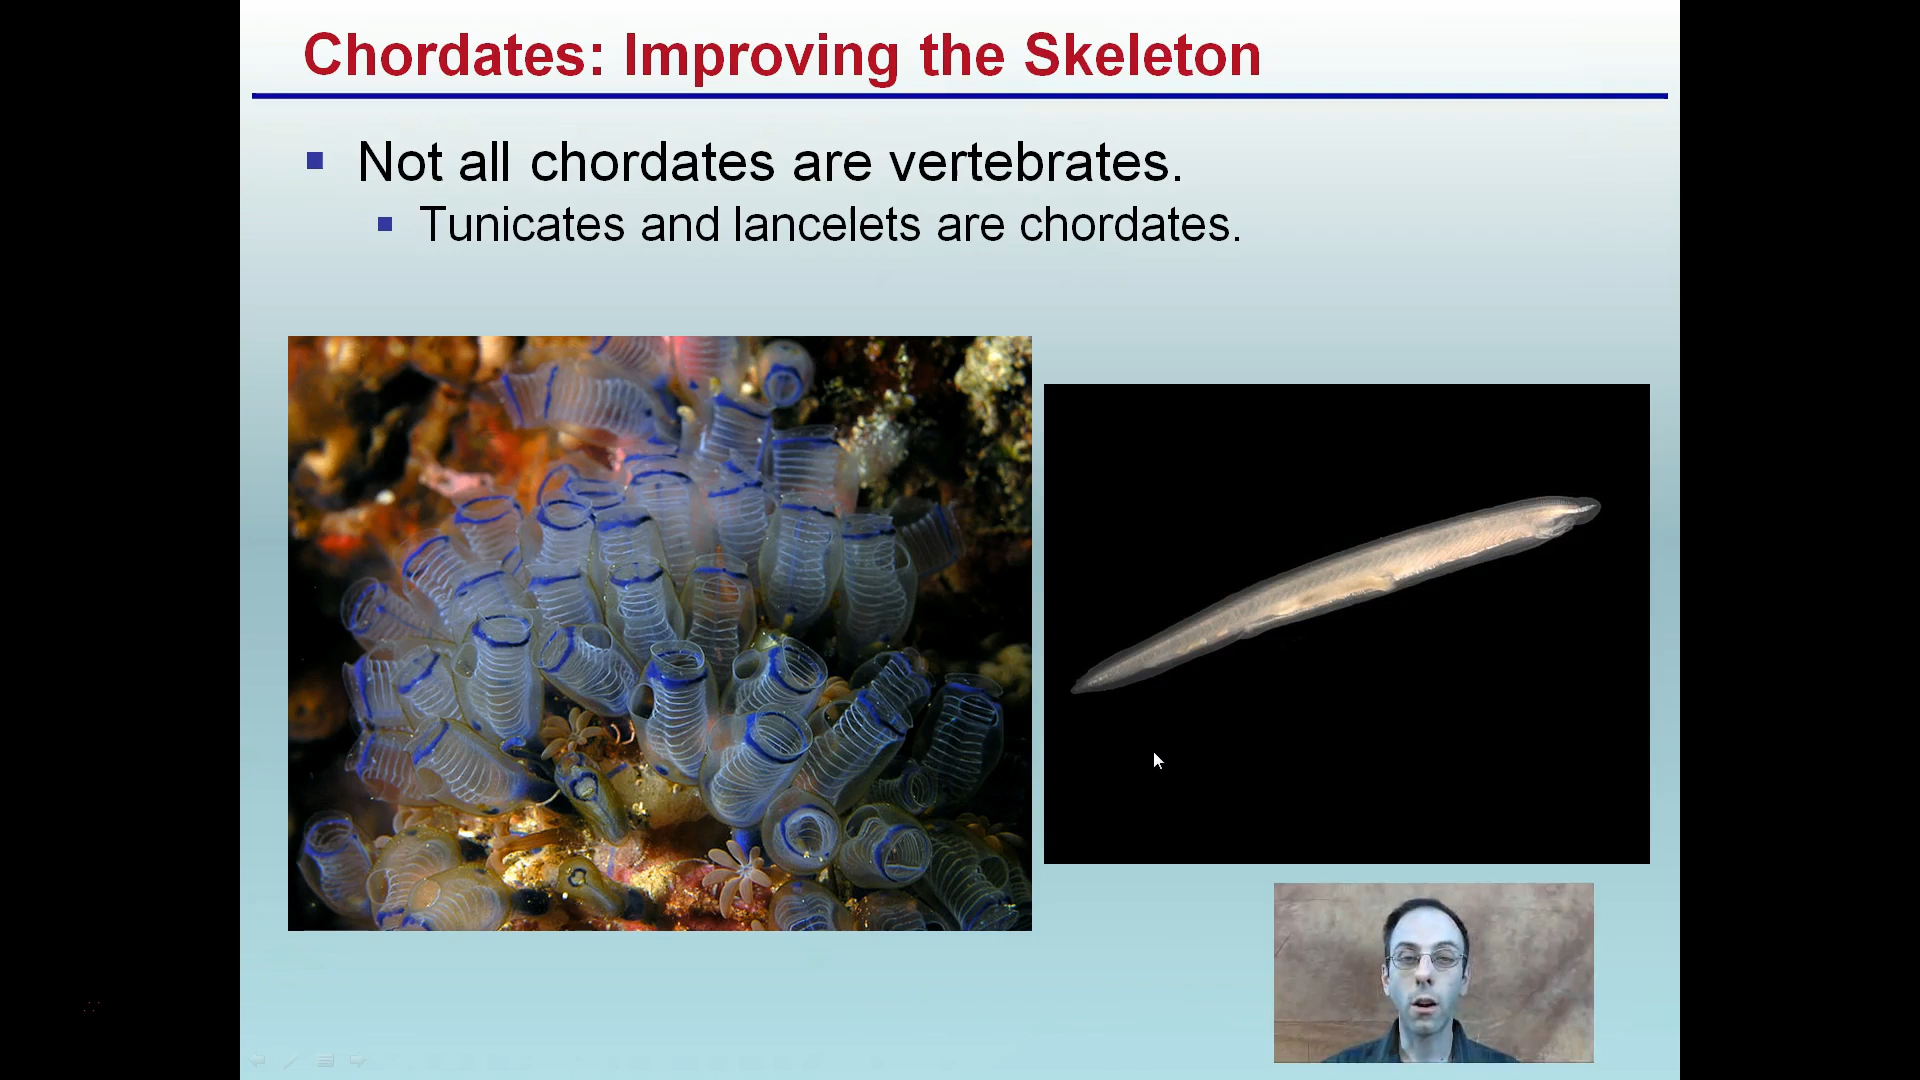 Chordates: Improving the Skeleton
Not all chordates are vertebrates.
Tunicates and lancelets are chordates.